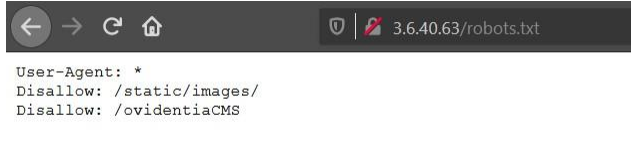 3.6.40.63/robots.txt
User-Agent: *
Disallow: /static/images/
Disallow: /ovidentiaCMS